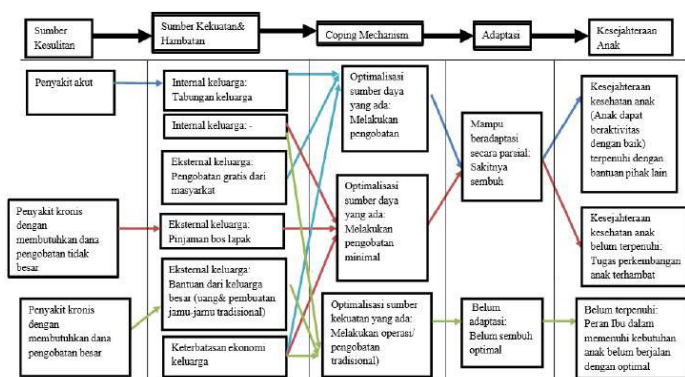 Sumber
Kesulitan
Sumber Kekuatan&
Hambatan
Coping Mechanism
Adaptasi
Kesejahteraan
Anak
Penyakit akut
Penyakit kronis
dengan
membutuhkan dana
pengobatan tidak
besar
Penyakit kronis
dengan
membutuhkan dana
pengobatan besar
Internal keluarga:
Tabungan keluarga
Internal keluarga: -
Eksternal keluarga:
Pengobatan gratis dari
masyarkat
Eksternal keluarga:
Pinjaman bos lapak
Eksternal keluarga:
Bantuan dari keluarga
besar (uang& pembuatan
jamu-jamu tradisional)
Keterbatasan ekonomi
keluarga
Optimalisasi
sumber daya
yang ada:
Melakukan
pengobatan
Optimalisasi
sumber daya
yang ada:
Melakukan
pengobatan
minimal
Optimalisasi sumber
kekuatan yang ada:
Melakukan operasi/
pengobatan
tradisional)
Mampu
beradaptasi
secara parsial:
Sakitnya
sembuh
Belum
adaptasi:
Belum sembuh
optimal
Kesejahteraan
kesehatan anak
(Anak dapat
beraktivitas
dengan baik)
terpenuhi dengan
bantuan pihak lain
Kesejahteraan
kesehatan anak
belum terpenuhi:
Tugas perkembangan
anak terhambat
Belum terpenuhi:
Peran Ibu dalam
memenuhi kebutuhan
anak belum berjalan
dengan optimal